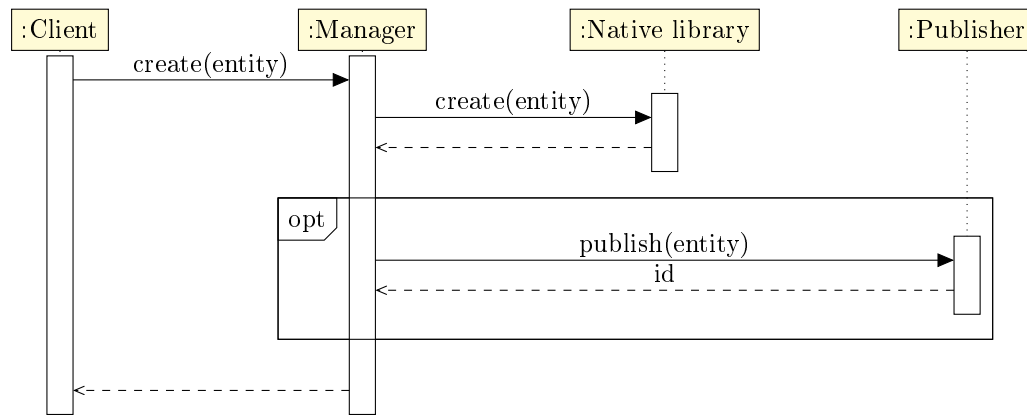 :Client
:Manager
:Native library
:Publisher
create(entity)
create(entity)
opt
publish(entity)
id